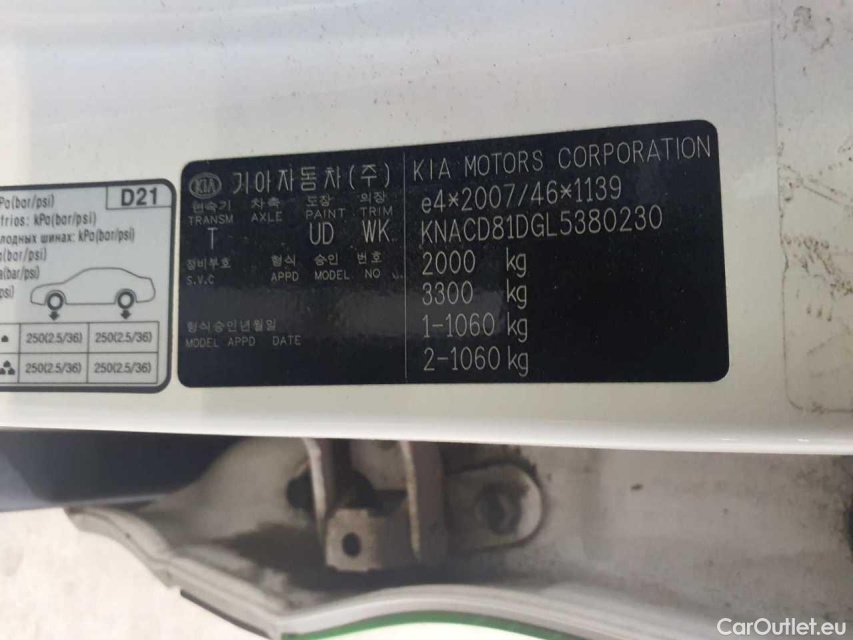 D21
Pa(bar/psi)
frios: kPa(bar/psi)
лодных шинах: kPa(bar/psi)
(bar/psi)
a(bar/psi)
psi)
250(2.5/36) 250(2.5/36)
250(2.5/36) 250(2.5/36)
KIA 기아자동차(주) KIA MOTORS CORPORATION
변속기 차축 도장 의장 e4*2007/46*1139
TRANSM AXLE PAINT TRIM
T UD WK KNACD81DGL5380230
정비부호 형식 승인 번호 2000 kg
S.V.C APPD MODEL NO
3300 kg
형식승인년월일 1-1060 kg
MODEL APPD DATE
2-1060 kg
CarOutlet.eu